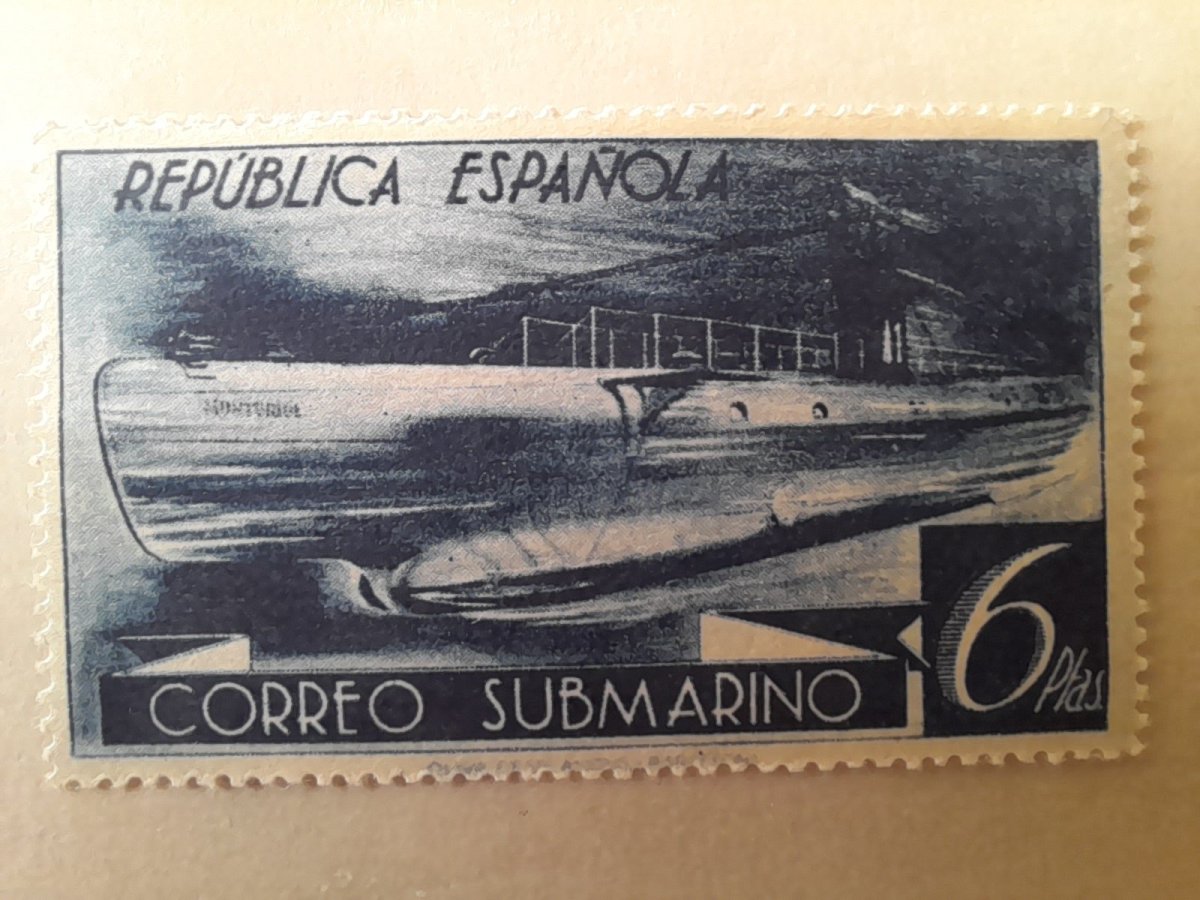 REPÚBLICA ESPAÑOLA
CORREO SUBMARINO
6 Ptas.